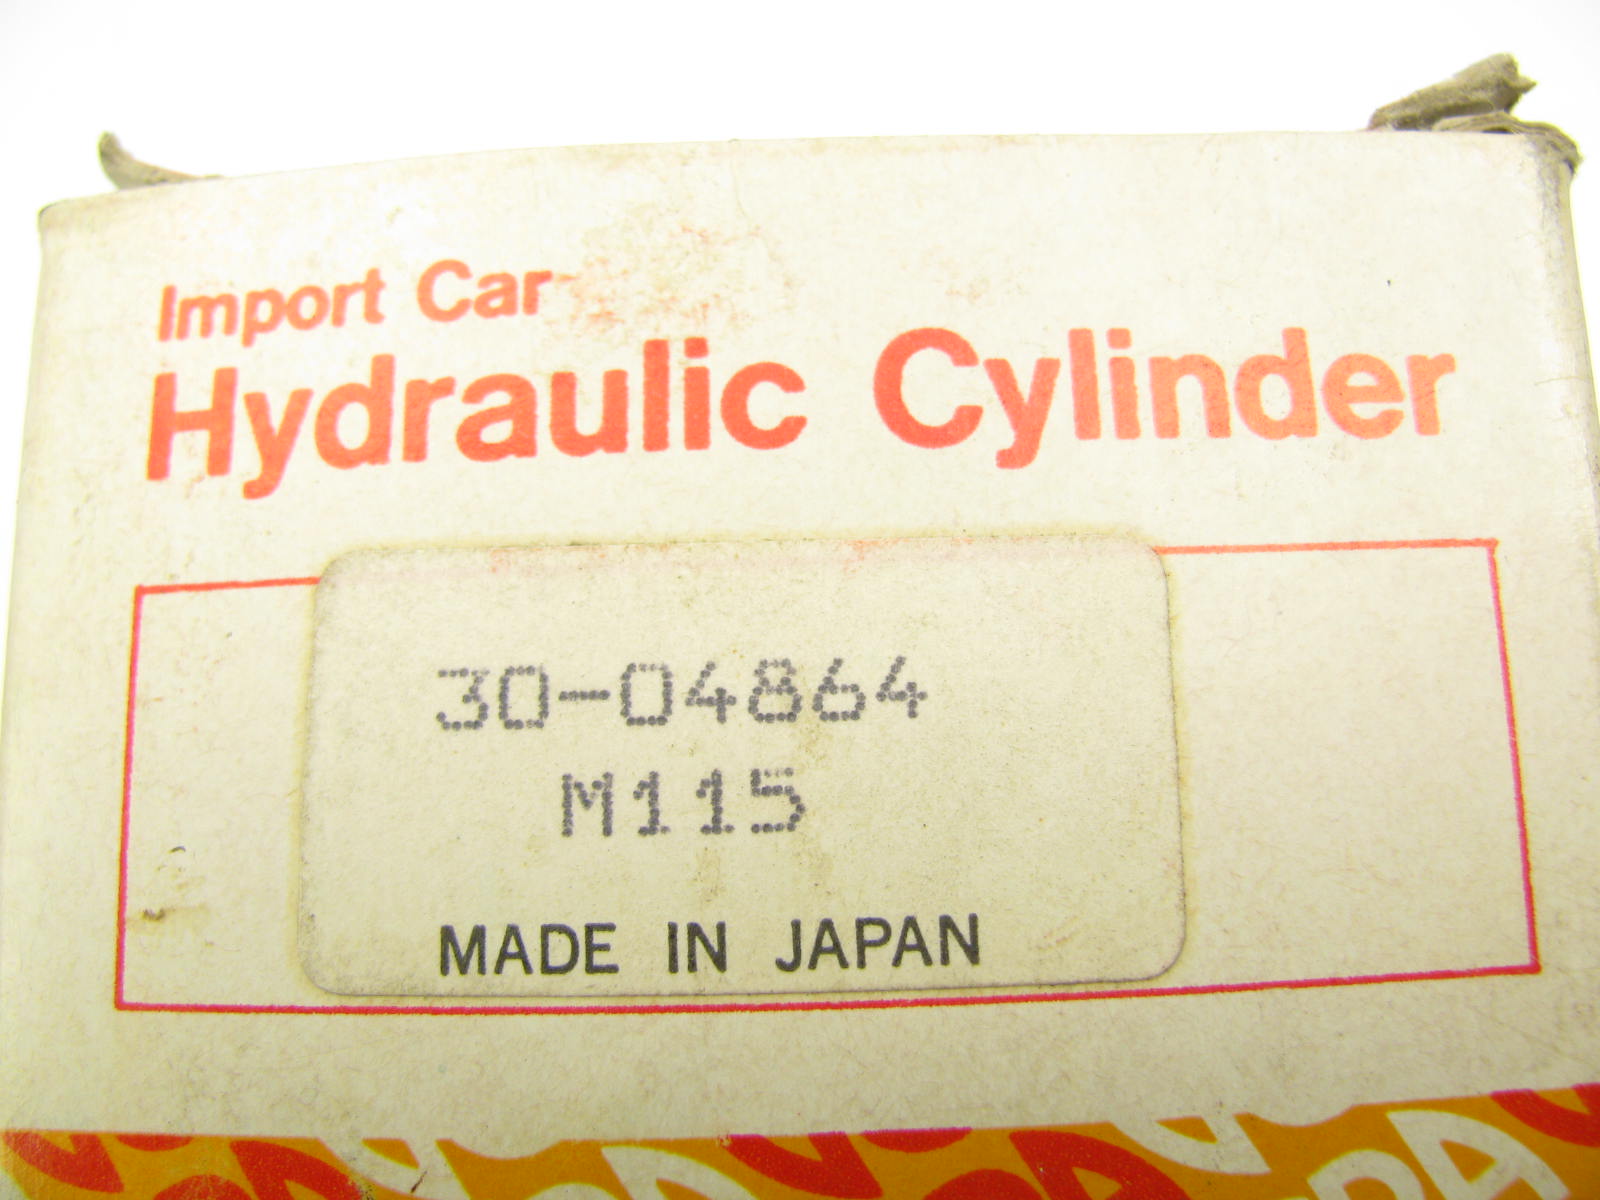 Import Car
Hydraulic Cylinder
30-04864
M115
MADE IN JAPAN